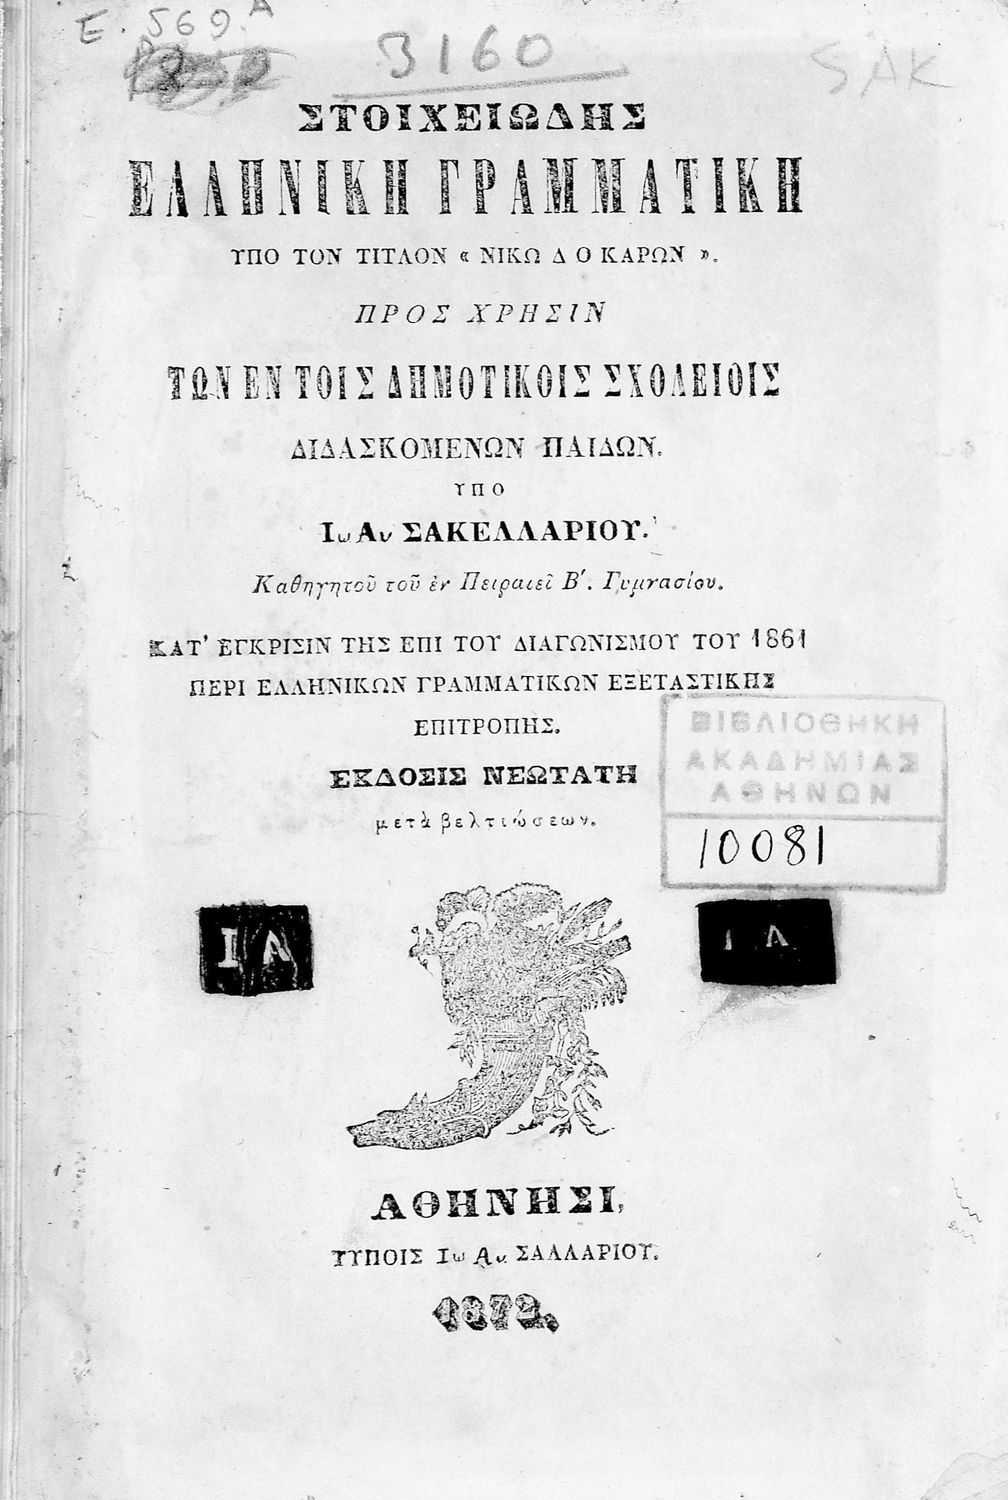 Ε. 569.Α
3160
SAK
ΣΤΟΙΧΕΙΩΔΗΣ
ΕΛΛΗΝΙΚΗ ΓΡΑΜΜΑΤΙΚΗ
ΥΠΟ ΤΟΝ ΤΙΤΛΟΝ « ΝΙΚΩ Δ Ο ΚΑΡΩΝ ».
ΠΡΟΣ ΧΡΗΣΙΝ
ΤΩΝ ΕΝ ΤΟΙΣ ΔΗΜΟΤΙΚΟΙΣ ΣΧΟΛΕΙΟΙΣ
ΔΙΔΑΣΚΟΜΕΝΩΝ ΠΑΙΔΩΝ.
ΥΠΟ
Ιω Αν ΣΑΚΕΛΛΑΡΙΟΥ.
Καθηγητοῦ τοῦ ἐν Πειραιεῖ Β′. Γυμνασίου.
ΚΑΤ' ΕΓΚΡΙΣΙΝ ΤΗΣ ΕΠΙ ΤΟΥ ΔΙΑΓΩΝΙΣΜΟΥ ΤΟΥ 1861
ΠΕΡΙ ΕΛΛΗΝΙΚΩΝ ΓΡΑΜΜΑΤΙΚΩΝ ΕΞΕΤΑΣΤΙΚΗΣ
ΕΠΙΤΡΟΠΗΣ.
ΕΚΔΟΣΙΣ ΝΕΩΤΑΤΗ
μετὰ βελτιώσεων.
ΒΙΒΛΙΟΘΗΚΗ
ΑΚΑΔΗΜΙΑΣ
ΑΘΗΝΩΝ
10081
Ι Λ
Ι Λ
ΑΘΗΝΗΣΙ,
ΤΥΠΟΙΣ Ιω Αν. ΣΑΛΛΑΡΙΟΥ.
1872.